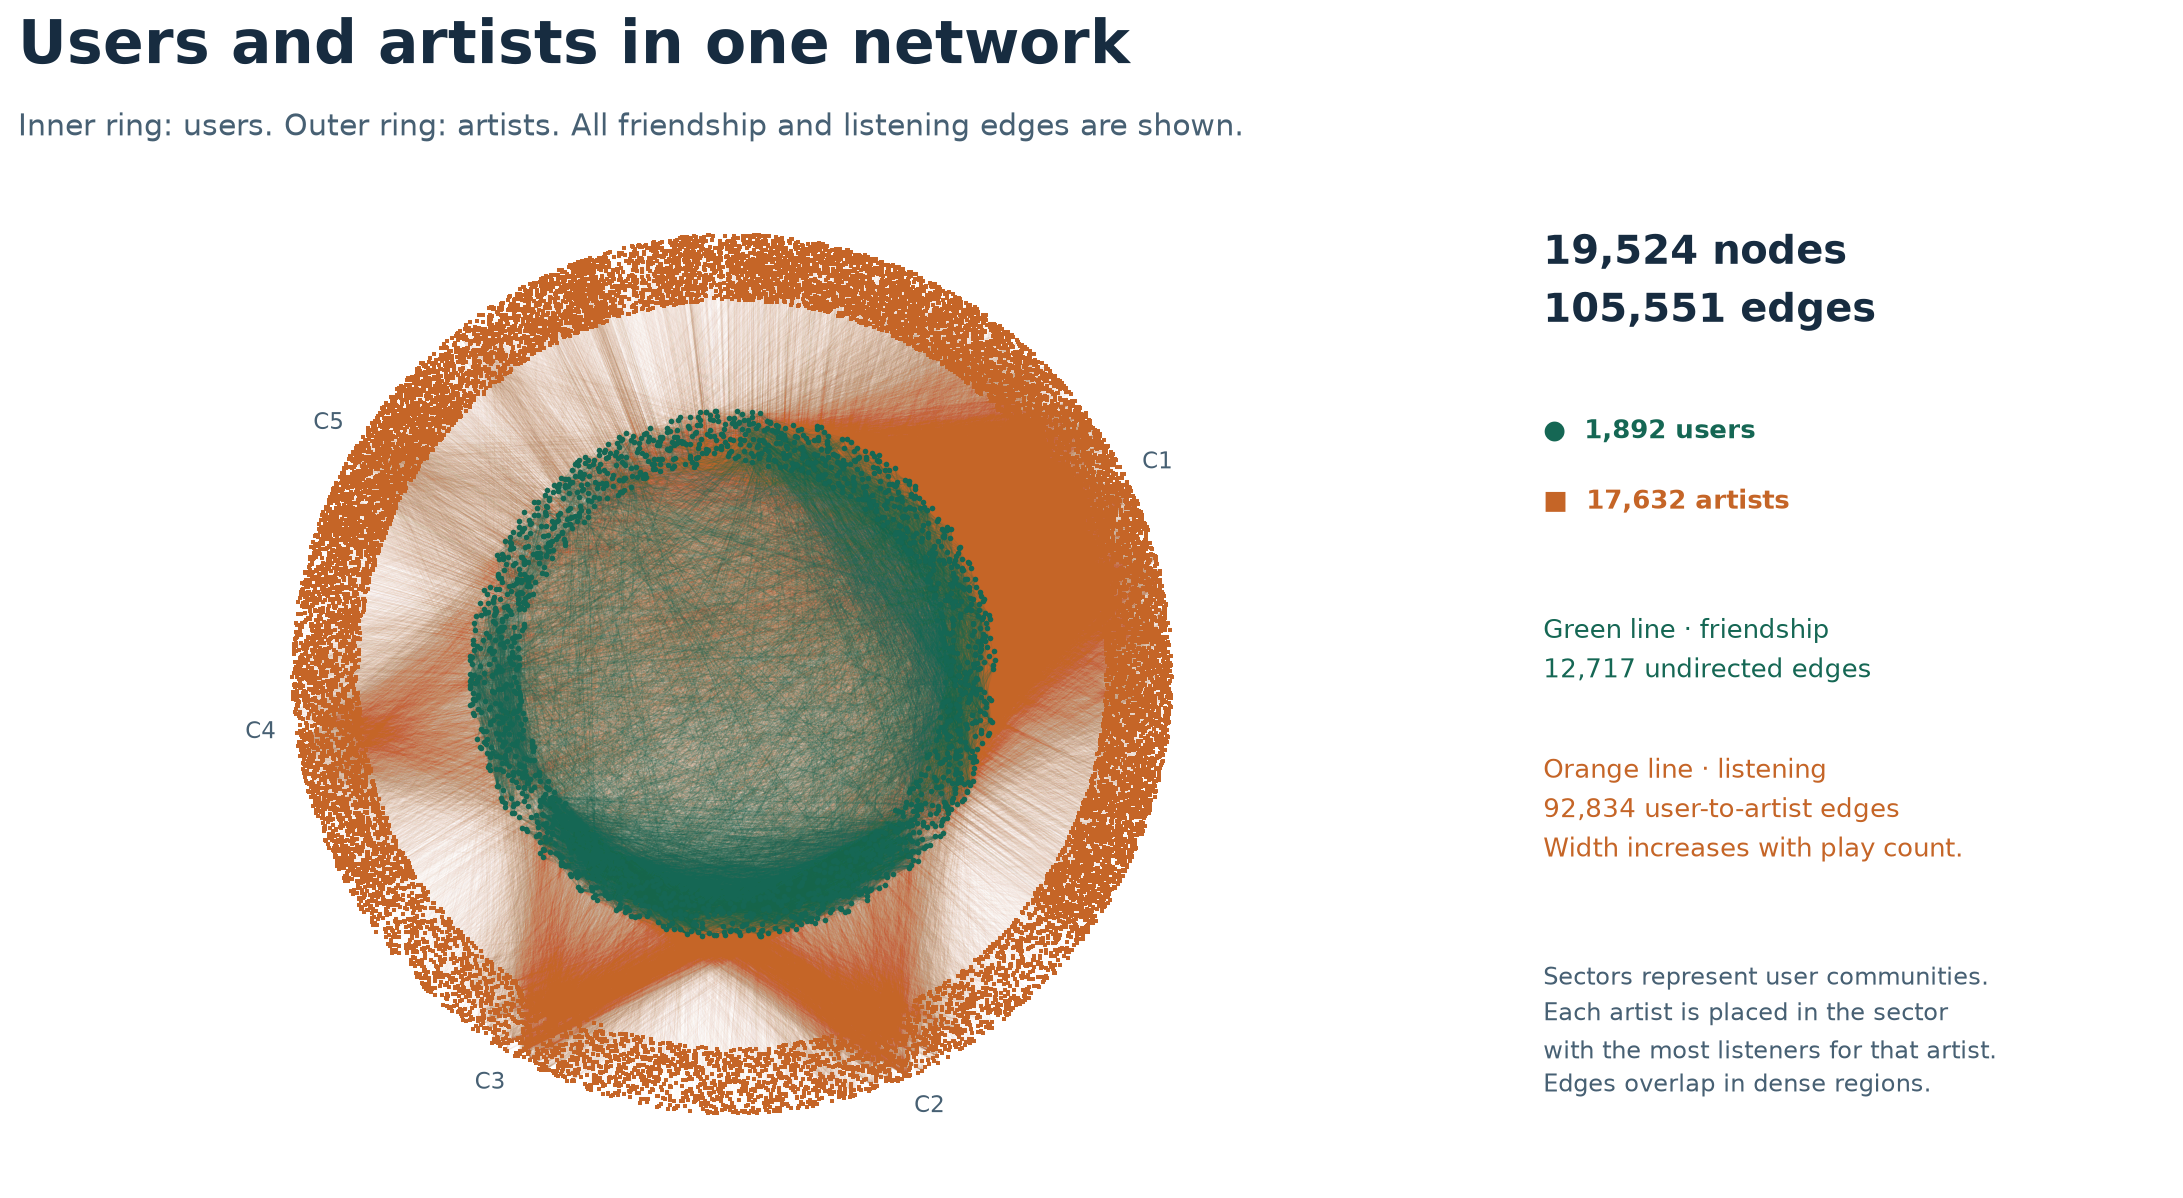 Users and artists in one network
Inner ring: users. Outer ring: artists. All friendship and listening edges are shown.
19,524 nodes
105,551 edges
1,892 users
17,632 artists
Green line · friendship
12,717 undirected edges
Orange line · listening
92,834 user-to-artist edges
Width increases with play count.
Sectors represent user communities.
Each artist is placed in the sector
with the most listeners for that artist.
Edges overlap in dense regions.
C5
C1
C4
C3
C2